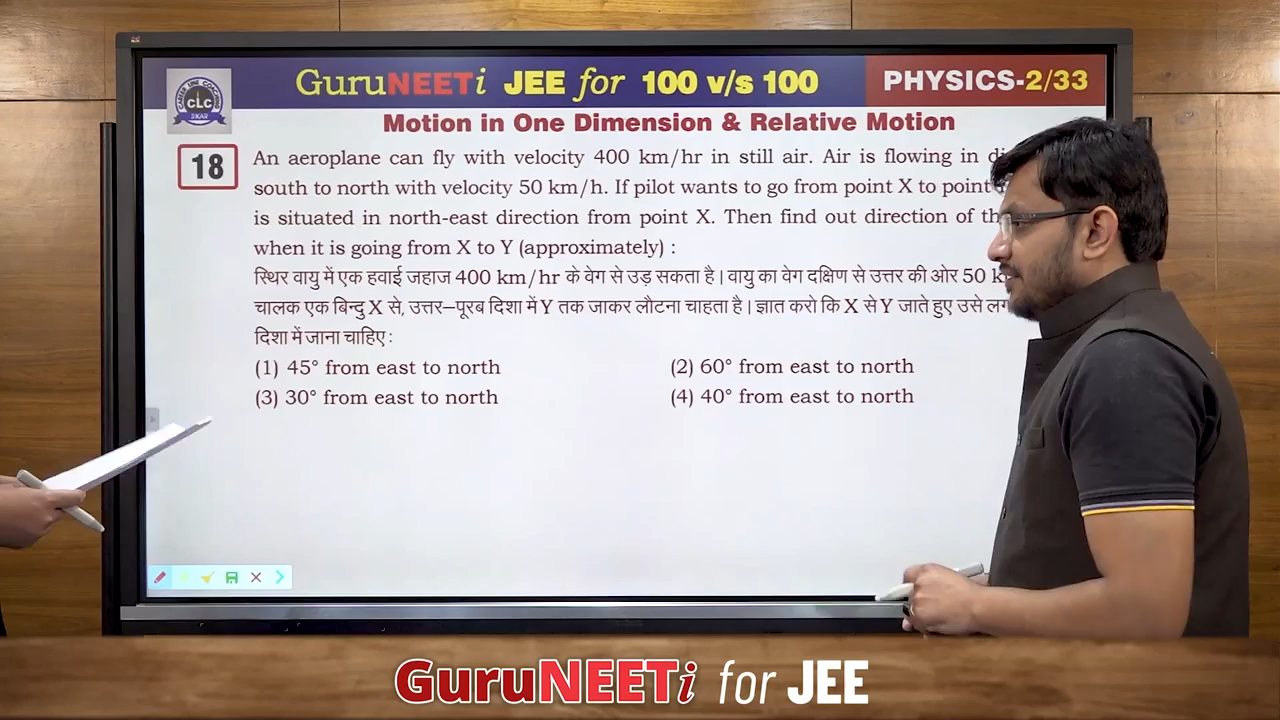 GuruNEETi JEE for 100 v/s 100 PHYSICS-2/33
CLC
SIKAR
Motion in One Dimension & Relative Motion
18
An aeroplane can fly with velocity 400 km/hr in still air. Air is flowing in
south to north with velocity 50 km/h. If pilot wants to go from point X to point
is situated in north-east direction from point X. Then find out direction of
when it is going from X to Y (approximately) :
स्थिर वायु में एक हवाई जहाज 400 km/hr के वेग से उड़ सकता है। वायु का वेग दक्षिण से उत्तर की ओर 50
चालक एक बिन्दु X से, उत्तर–पूरब दिशा में Y तक जाकर लौटना चाहता है। ज्ञात करो कि X से Y जाते हुए उसे
दिशा में जाना चाहिए :
(1) 45° from east to north (2) 60° from east to north
(3) 30° from east to north (4) 40° from east to north
GuruNEETi for JEE